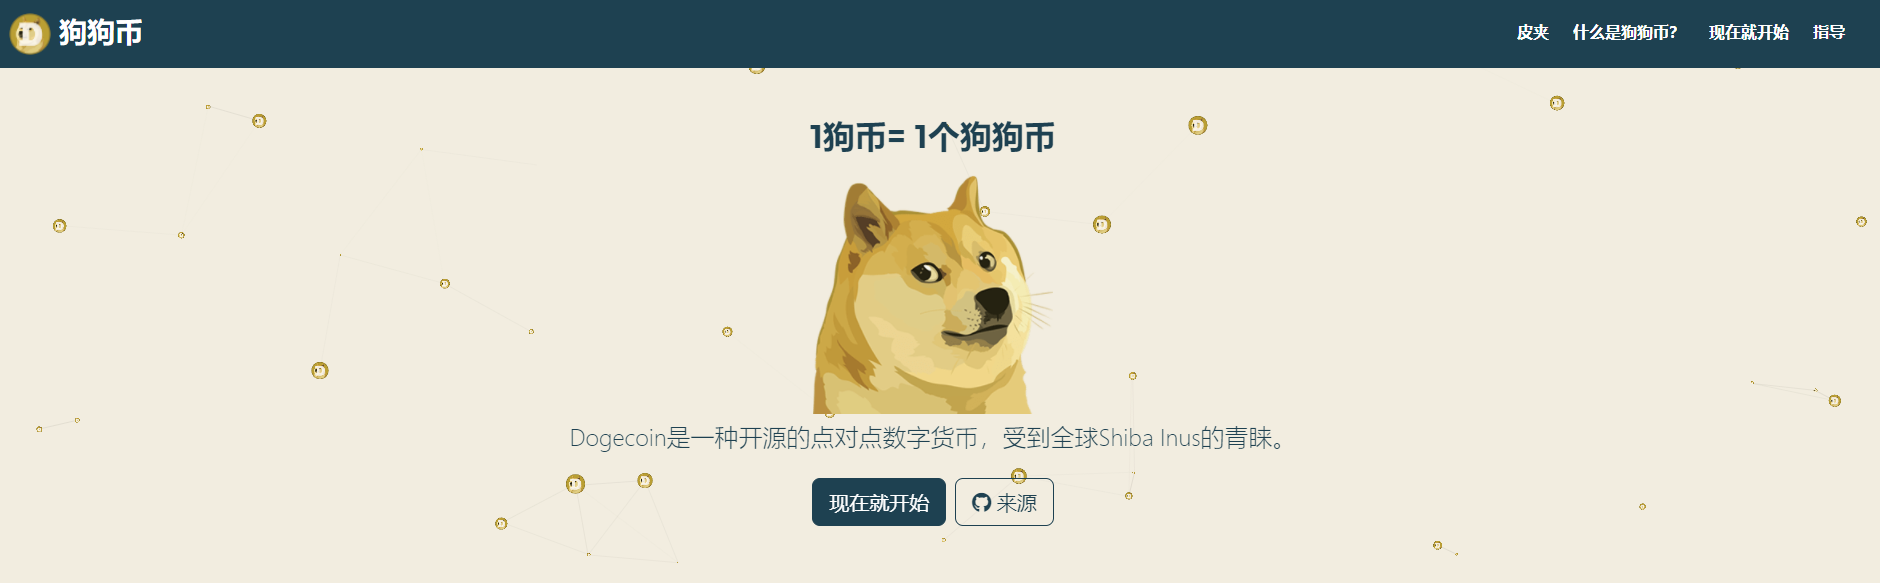 狗狗币
皮夹 什么是狗狗币? 现在就开始 指导
1狗币= 1个狗狗币
Dogecoin是一种开源的点对点数字货币，受到全球Shiba Inus的青睐。
现在就开始 来源